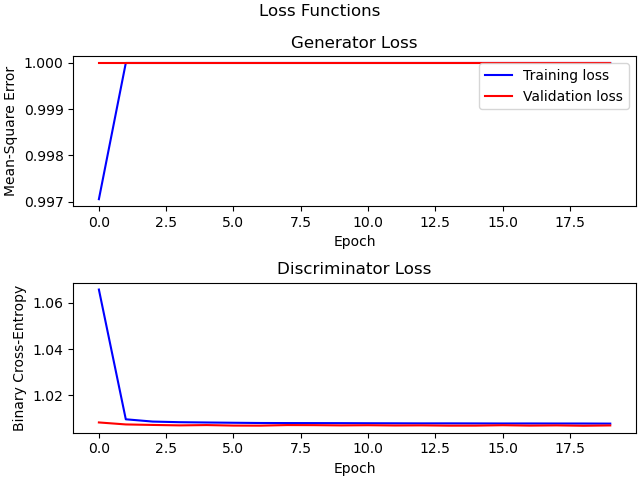 Loss Functions
Generator Loss
Mean-Square Error
1.000
0.999
0.998
0.997
Training loss
Validation loss
0.0 2.5 5.0 7.5 10.0 12.5 15.0 17.5
Epoch
Discriminator Loss
Binary Cross-Entropy
1.06
1.04
1.02
0.0 2.5 5.0 7.5 10.0 12.5 15.0 17.5
Epoch